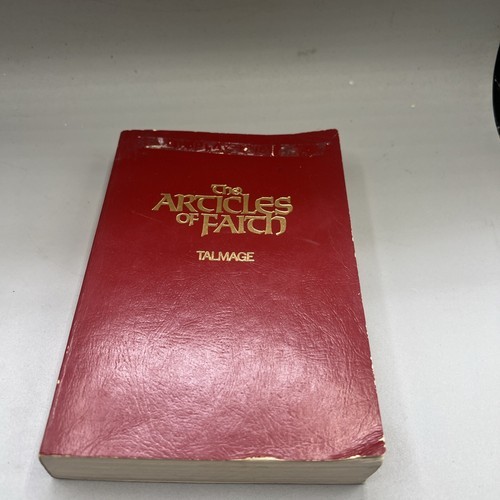 The
ARTICLES
OF FAITH
TALMAGE